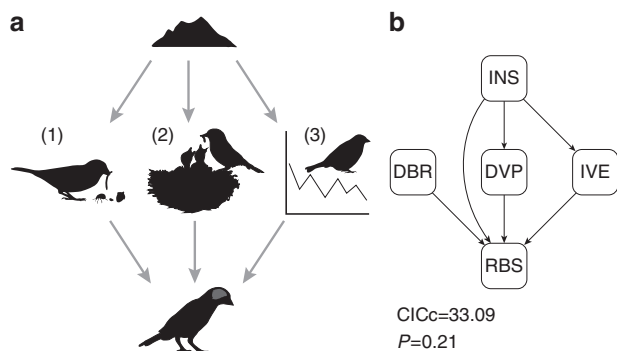 a
(1)
(2)
(3)
b
INS
DBR
DVP
IVE
RBS
CICc=33.09
P=0.21